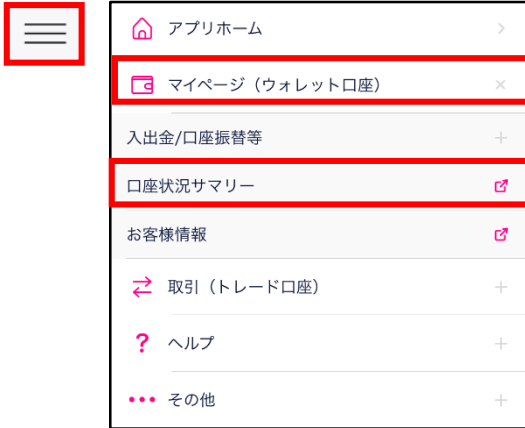 アプリホーム
マイページ（ウォレット口座）
入出金/口座振替等
口座状況サマリー
お客様情報
取引（トレード口座）
ヘルプ
その他